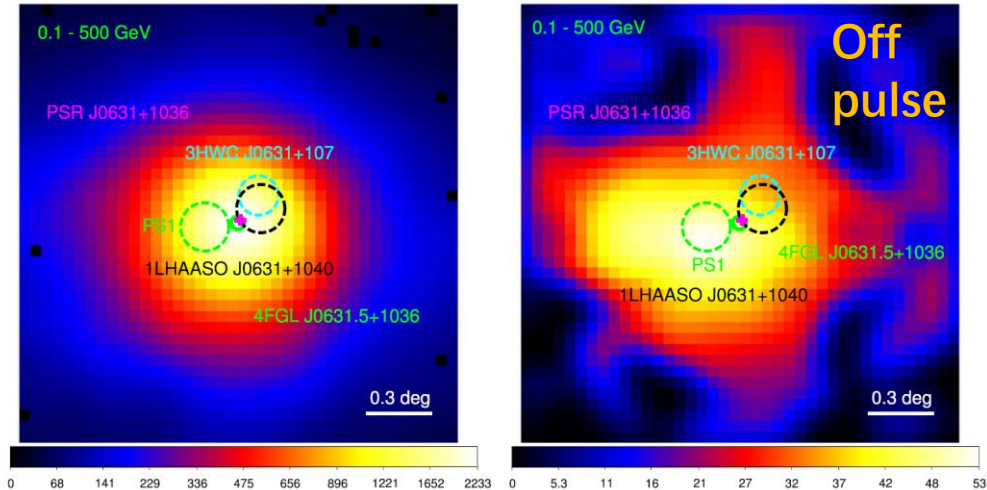 0.1 - 500 GeV
PSR J0631+1036
3HWC J0631+107
PS1
1LHAASO J0631+1040
4FGL J0631.5+1036
0.3 deg
0 68 141 229 336 475 656 896 1221 1652 2233
0.1 - 500 GeV
Off
pulse
PSR J0631+1036
3HWC J0631+107
4FGL J0631.5+1036
PS1
1LHAASO J0631+1040
0.3 deg
0 5.3 11 16 21 27 32 37 42 48 53